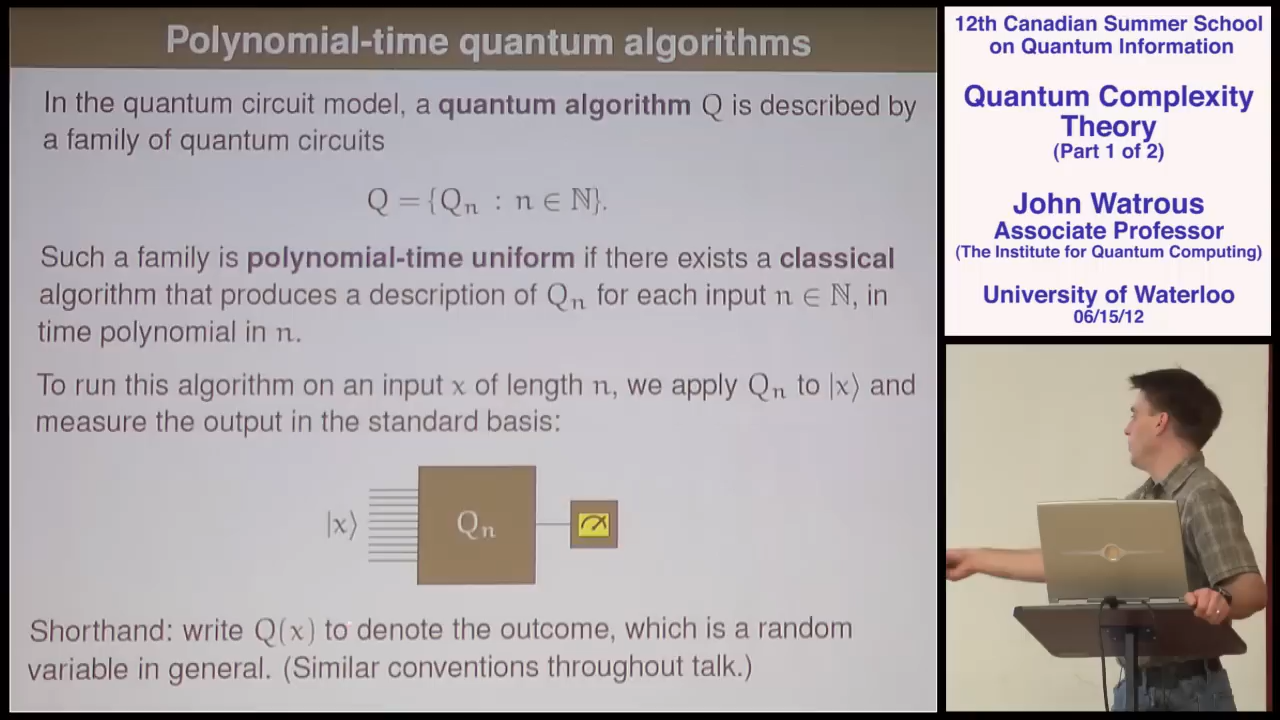 Polynomial-time quantum algorithms
In the quantum circuit model, a quantum algorithm Q is described by
a family of quantum circuits
Q = {Qₙ : n ∈ ℕ}.
Such a family is polynomial-time uniform if there exists a classical
algorithm that produces a description of Qₙ for each input n ∈ ℕ, in
time polynomial in n.
To run this algorithm on an input x of length n, we apply Qₙ to |x⟩ and
measure the output in the standard basis:
|x⟩
Qₙ
Shorthand: write Q(x) to denote the outcome, which is a random
variable in general. (Similar conventions throughout talk.)
12th Canadian Summer School
on Quantum Information
Quantum Complexity
Theory
(Part 1 of 2)
John Watrous
Associate Professor
(The Institute for Quantum Computing)
University of Waterloo
06/15/12